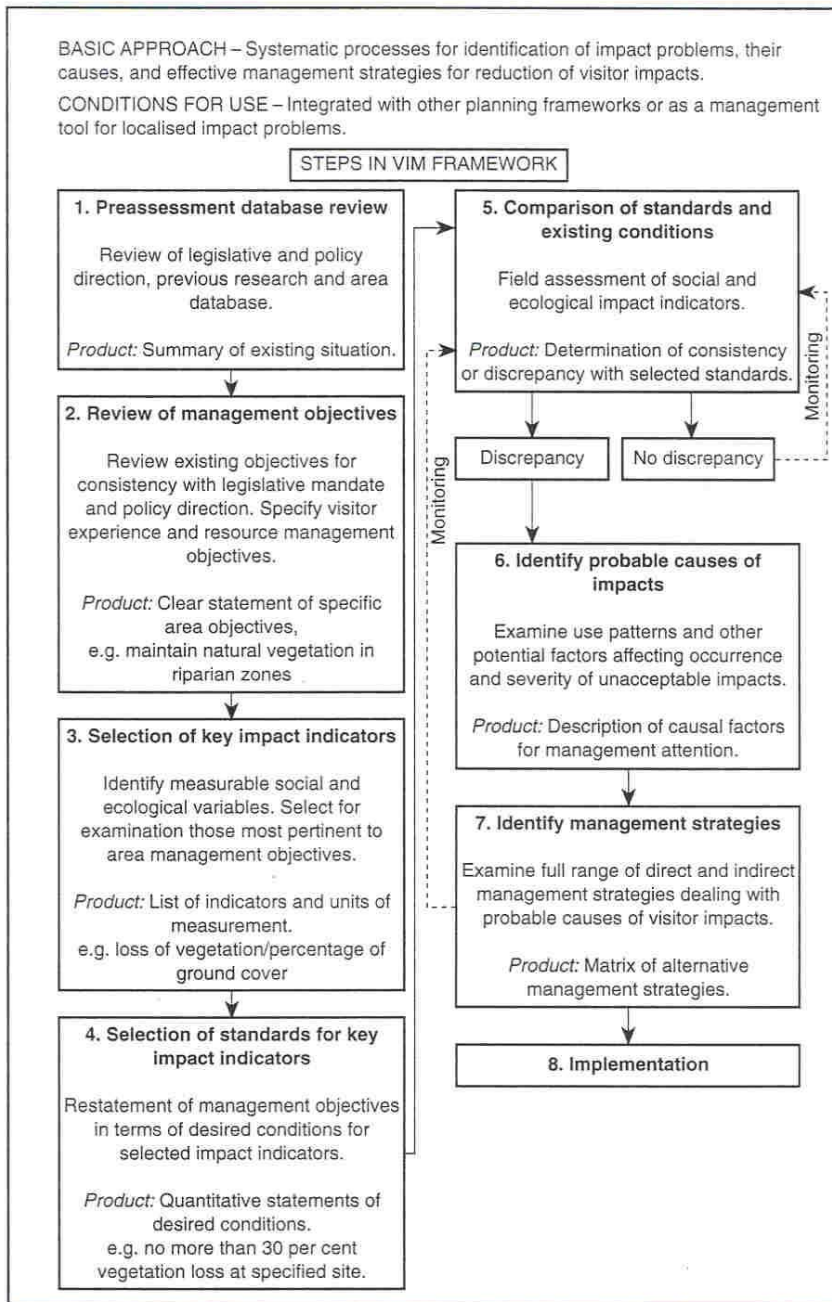 BASIC APPROACH – Systematic processes for identification of impact problems, their
causes, and effective management strategies for reduction of visitor impacts.
CONDITIONS FOR USE – Integrated with other planning frameworks or as a management
tool for localised impact problems.
STEPS IN VIM FRAMEWORK
1. Preassessment database review
Review of legislative and policy
direction, previous research and area
database.
Product: Summary of existing situation.
2. Review of management objectives
Review existing objectives for
consistency with legislative mandate
and policy direction. Specify visitor
experience and resource management
objectives.
Product: Clear statement of specific
area objectives,
e.g. maintain natural vegetation in
riparian zones
3. Selection of key impact indicators
Identify measurable social and
ecological variables. Select for
examination those most pertinent to
area management objectives.
Product: List of indicators and units of
measurement.
e.g. loss of vegetation/percentage of
ground cover
4. Selection of standards for key
impact indicators
Restatement of management objectives
in terms of desired conditions for
selected impact indicators.
Product: Quantitative statements of
desired conditions.
e.g. no more than 30 per cent
vegetation loss at specified site.
5. Comparison of standards and
existing conditions
Field assessment of social and
ecological impact indicators.
Product: Determination of consistency
or discrepancy with selected standards.
Discrepancy
No discrepancy
Monitoring
Monitoring
6. Identify probable causes of
impacts
Examine use patterns and other
potential factors affecting occurrence
and severity of unacceptable impacts.
Product: Description of causal factors
for management attention.
7. Identify management strategies
Examine full range of direct and indirect
management strategies dealing with
probable causes of visitor impacts.
Product: Matrix of alternative
management strategies.
8. Implementation